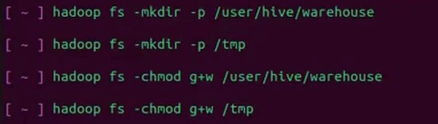 [ ~ ] hadoop fs -mkdir -p /user/hive/warehouse
[ ~ ] hadoop fs -mkdir -p /tmp
[ ~ ] hadoop fs -chmod g+w /user/hive/warehouse
[ ~ ] hadoop fs -chmod g+w /tmp